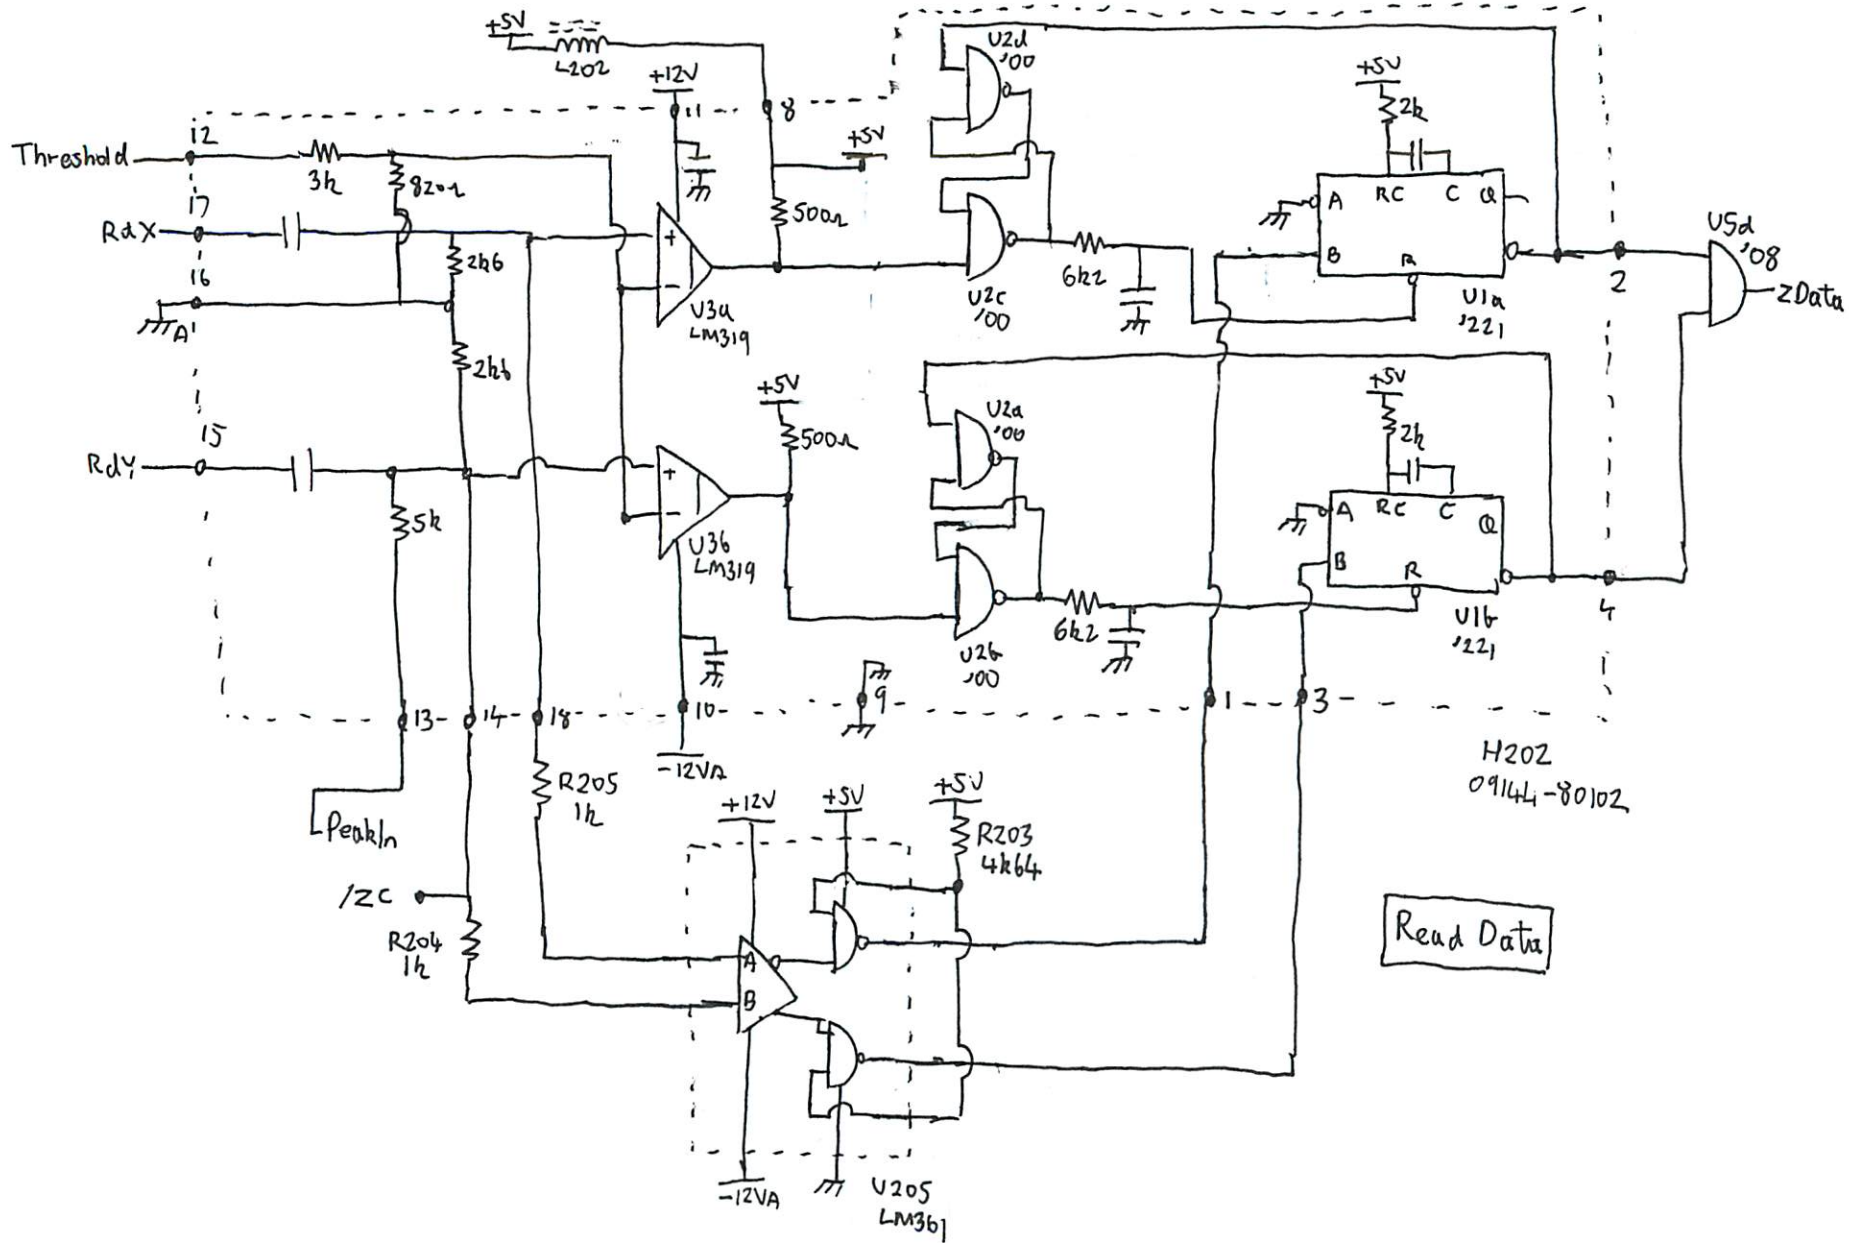 +5V
L202
+12V
11
8
+5V
U2d
'00
+5V
2k
Threshold
12
3k
820Ω
17
RdX
500Ω
16
A
2k6
2k6
+
-
U3a
LM319
U2c
'00
6k2
A
RC
C
Q
B
R
U1a
'221
2
U5d
'08
ZData
15
RdY
5k
+5V
500Ω
+
-
U3b
LM319
U2a
'00
U2b
'00
6k2
+5V
2k
A
RC
C
Q
B
R
U1b
'221
4
13
14
18
10
9
1
3
-12VA
H202
09144-80102
PeakIn
R205
1k
+12V
+5V
+5V
R203
4k64
/ZC
R204
1k
A
B
Read Data
-12VA
U205
LM361